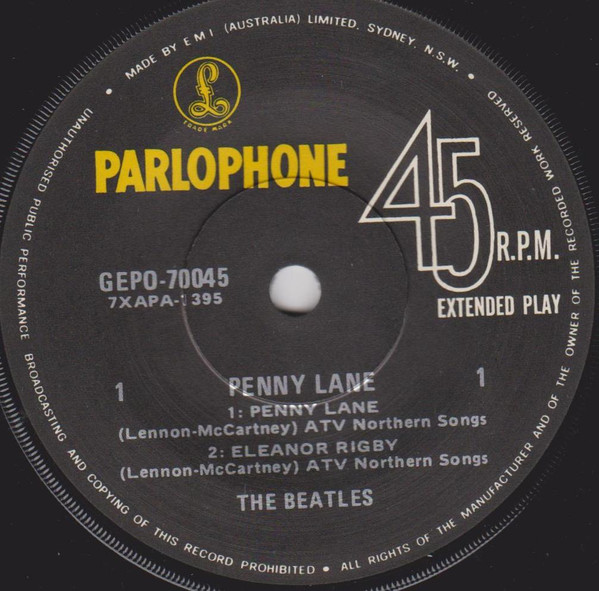 MADE BY E M I (AUSTRALIA) LIMITED. SYDNEY. N.S.W. •
£
TRADE MARK
PARLOPHONE
45
R.P.M.
EXTENDED PLAY
GEPO-70045
7XAPA-1395
1 PENNY LANE 1
1: PENNY LANE
(Lennon-McCartney) ATV Northern Songs
2: ELEANOR RIGBY
(Lennon-McCartney) ATV Northern Songs
THE BEATLES
UNAUTHORISED PUBLIC PERFORMANCE BROADCASTING AND COPYING OF THIS RECORD PROHIBITED • ALL RIGHTS OF THE MANUFACTURER AND OF THE OWNER OF THE RECORDED WORK RESERVED •